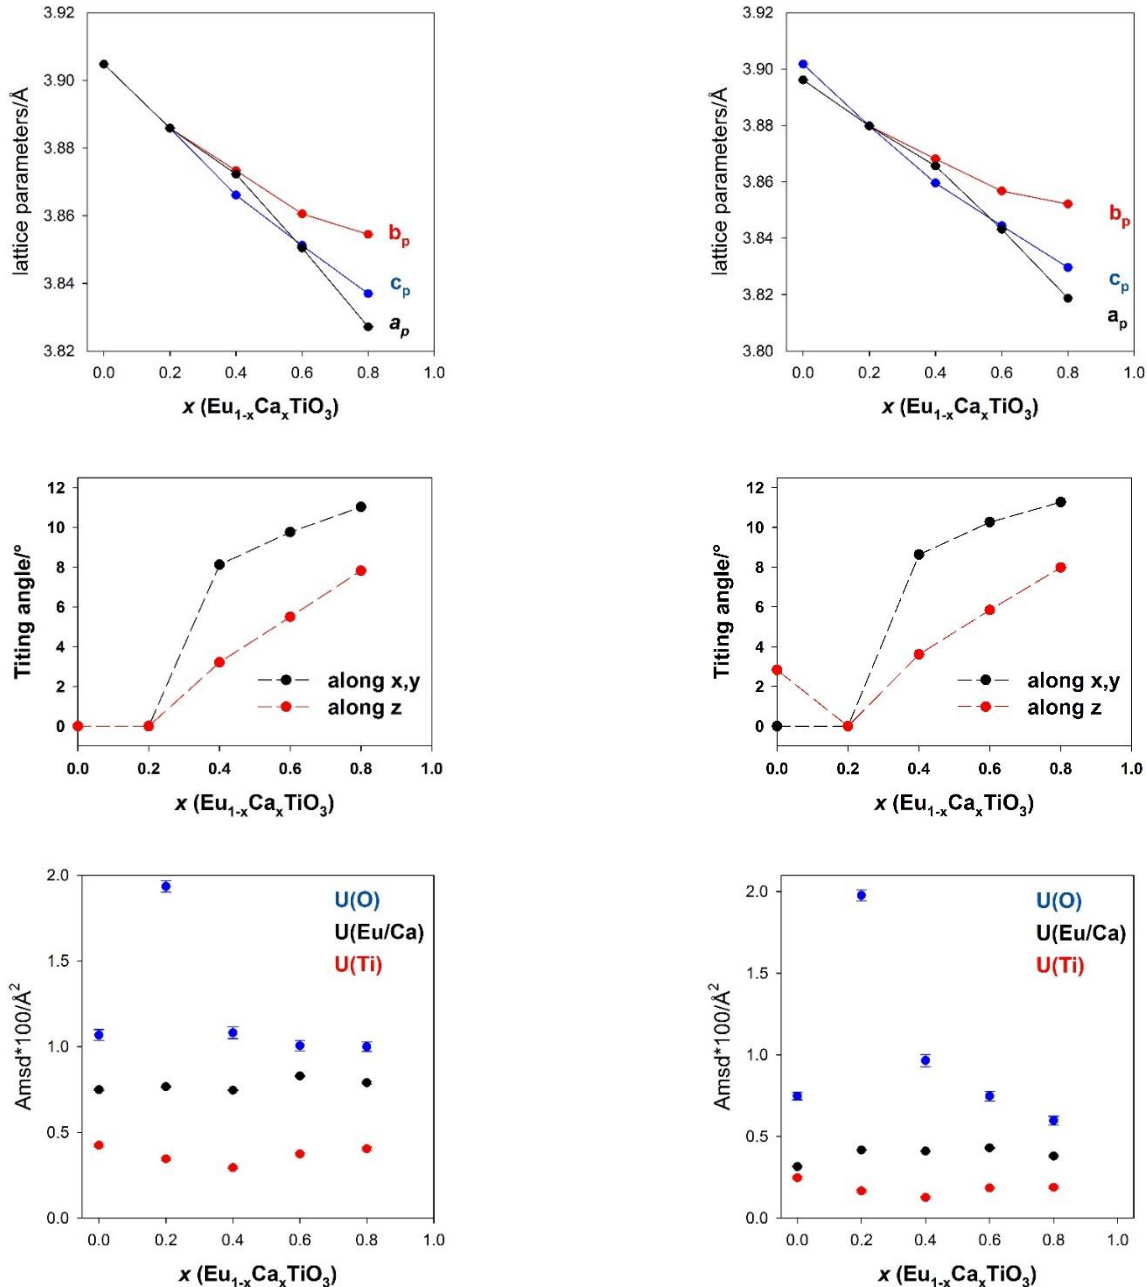 3.92
3.90
3.88
3.86
3.84
3.82
lattice parameters/Å
b_p
c_p
a_p
0.0 0.2 0.4 0.6 0.8 1.0
x (Eu₁₋ₓCaₓTiO₃)
3.92
3.90
3.88
3.86
3.84
3.82
3.80
lattice parameters/Å
b_p
c_p
a_p
0.0 0.2 0.4 0.6 0.8 1.0
x (Eu₁₋ₓCaₓTiO₃)
12
10
8
6
4
2
0
Titing angle/°
along x,y
along z
0.0 0.2 0.4 0.6 0.8 1.0
x (Eu₁₋ₓCaₓTiO₃)
12
10
8
6
4
2
0
Titing angle/°
along x,y
along z
0.0 0.2 0.4 0.6 0.8 1.0
x (Eu₁₋ₓCaₓTiO₃)
2.0
1.5
1.0
0.5
0.0
Amsd*100/Å²
U(O)
U(Eu/Ca)
U(Ti)
0.0 0.2 0.4 0.6 0.8 1.0
x (Eu₁₋ₓCaₓTiO₃)
2.0
1.5
1.0
0.5
0.0
Amsd*100/Å²
U(O)
U(Eu/Ca)
U(Ti)
0.0 0.2 0.4 0.6 0.8 1.0
x (Eu₁₋ₓCaₓTiO₃)